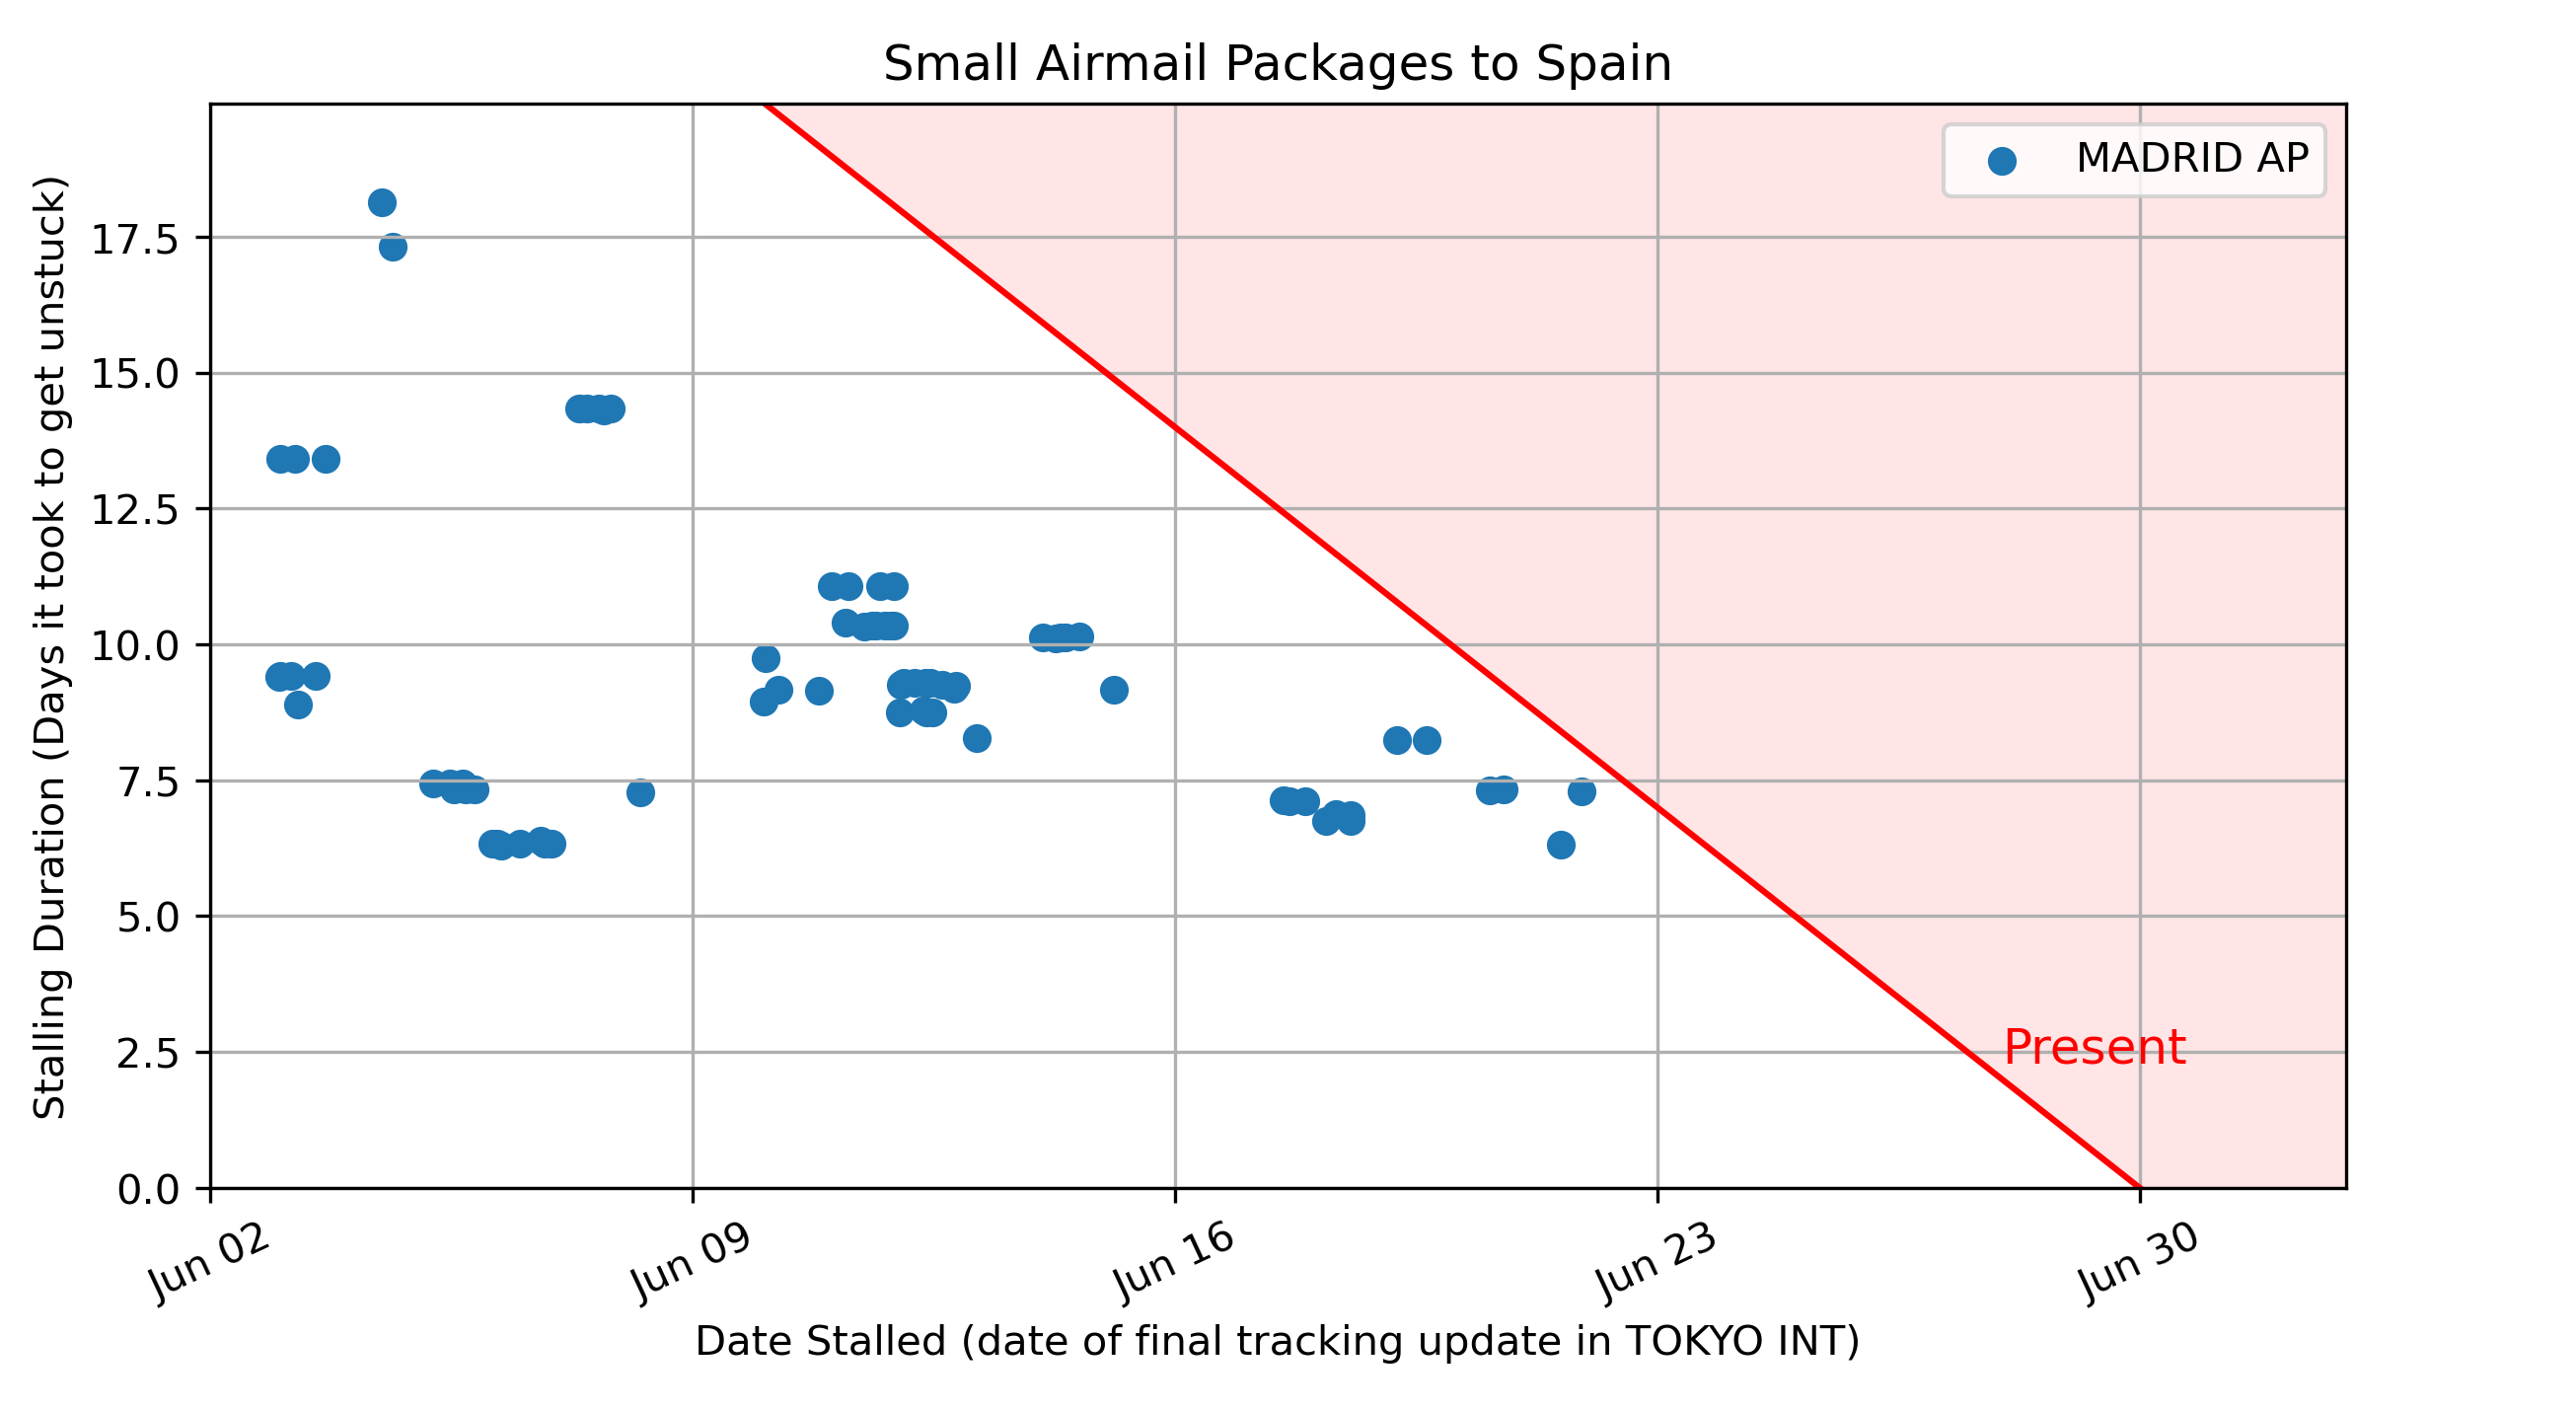 Small Airmail Packages to Spain
MADRID AP
Stalling Duration (Days it took to get unstuck)
17.5
15.0
12.5
10.0
7.5
5.0
2.5
0.0
Present
Jun 02
Jun 09
Jun 16
Jun 23
Jun 30
Date Stalled (date of final tracking update in TOKYO INT)